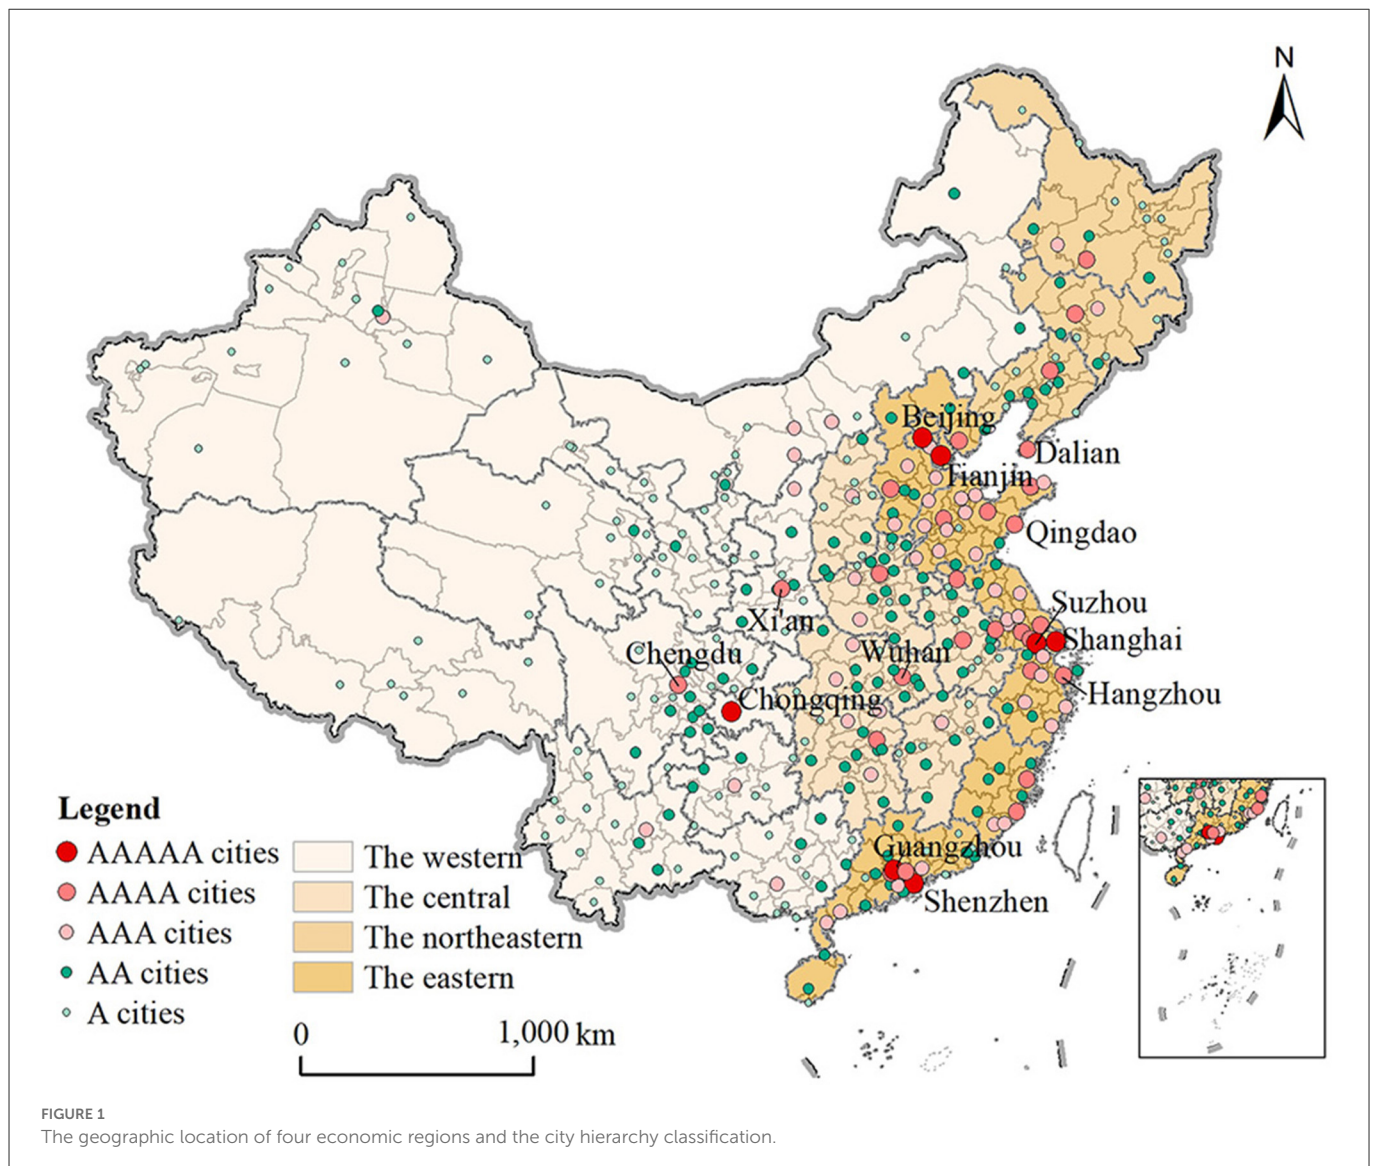 N
Beijing
Tianjin
Dalian
Qingdao
Suzhou
Shanghai
Xi'an
Wuhan
Chengdu
Chongqing
Hangzhou
Guangzhou
Shenzhen
Legend
AAAAA cities
AAAA cities
AAA cities
AA cities
A cities
The western
The central
The northeastern
The eastern
0 1,000 km
FIGURE 1
The geographic location of four economic regions and the city hierarchy classification.